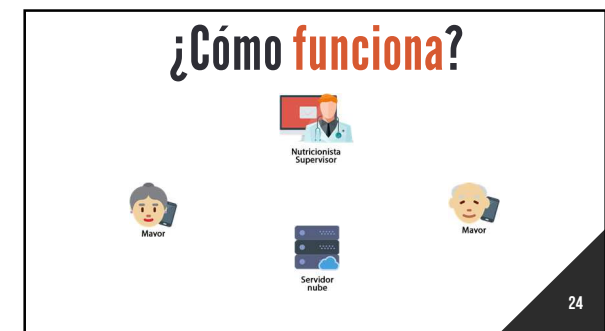 ¿Cómo funciona?
Nutricionista
Supervisor
Mayor
Mayor
Servidor
nube
24